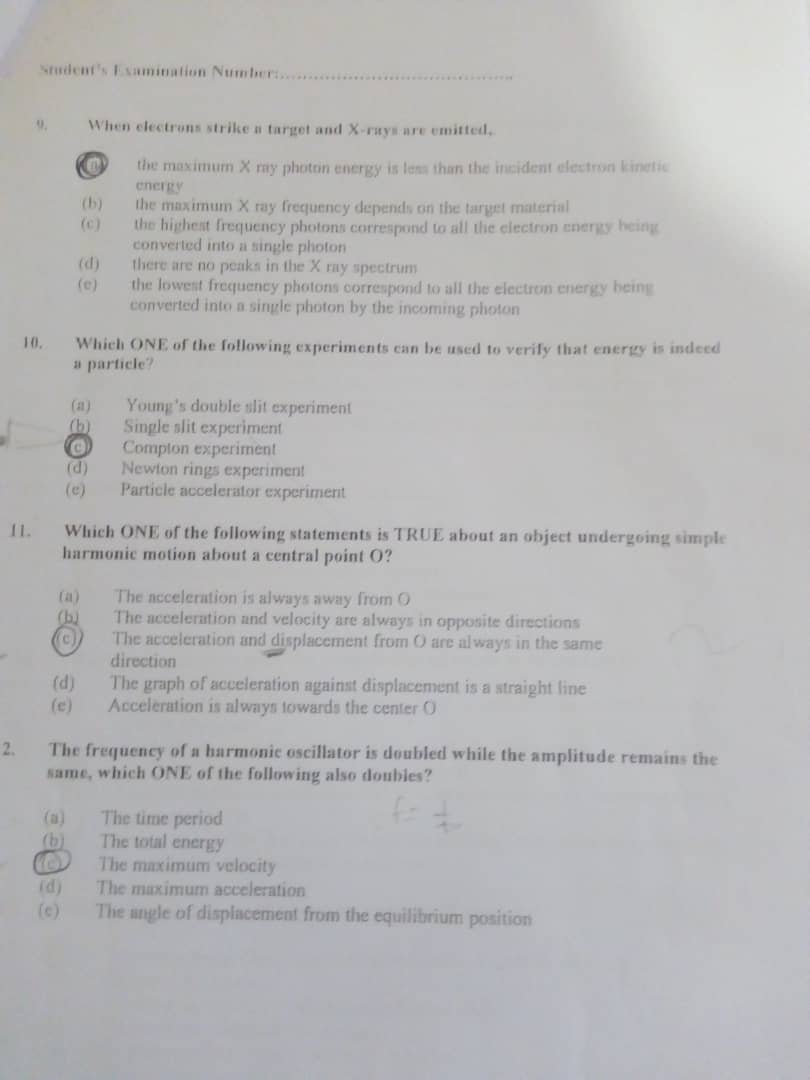 Student's Examination Number:........................................
9. When electrons strike a target and X-rays are emitted,
(a) the maximum X ray photon energy is less than the incident electron kinetic
energy
(b) the maximum X ray frequency depends on the target material
(c) the highest frequency photons correspond to all the electron energy being
converted into a single photon
(d) there are no peaks in the X ray spectrum
(e) the lowest frequency photons correspond to all the electron energy being
converted into a single photon by the incoming photon
10. Which ONE of the following experiments can be used to verify that energy is indeed
a particle?
(a) Young's double slit experiment
(b) Single slit experiment
(c) Compton experiment
(d) Newton rings experiment
(e) Particle accelerator experiment
11. Which ONE of the following statements is TRUE about an object undergoing simple
harmonic motion about a central point O?
(a) The acceleration is always away from O
(b) The acceleration and velocity are always in opposite directions
(c) The acceleration and displacement from O are always in the same
direction
(d) The graph of acceleration against displacement is a straight line
(e) Acceleration is always towards the center O
2. The frequency of a harmonic oscillator is doubled while the amplitude remains the
same, which ONE of the following also doubles?
f = 1/t
(a) The time period
(b) The total energy
(c) The maximum velocity
(d) The maximum acceleration
(e) The angle of displacement from the equilibrium position